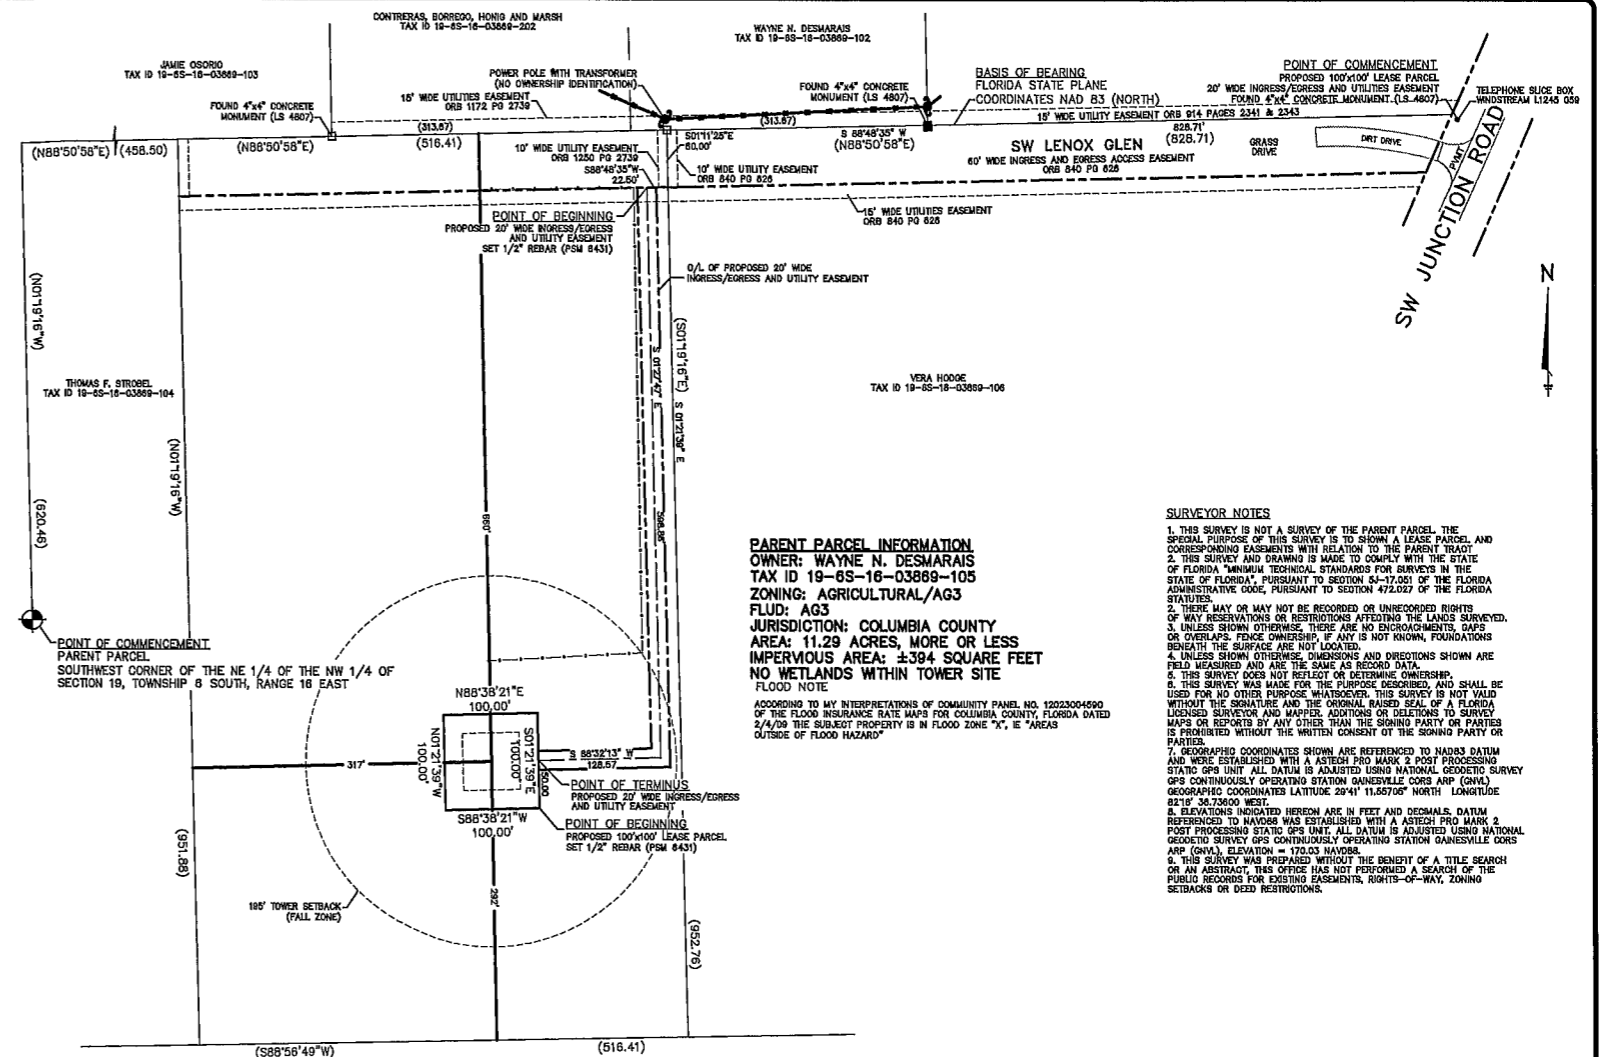 CONTRERAS, BORREGO, HONIG AND MARSH
TAX ID 19-6S-16-03869-202
WAYNE N. DESMARAIS
TAX ID 19-6S-16-03869-102
JAMIE OSORIO
TAX ID 19-6S-16-03869-103
POWER POLE WITH TRANSFORMER
(NO OWNERSHIP IDENTIFICATION)
15' WIDE UTILITIES EASEMENT
ORB 1172 PG 2739
FOUND 4"x4" CONCRETE
MONUMENT (LS 4807)
FOUND 4"x4" CONCRETE
MONUMENT (LS 4807)
BASIS OF BEARING
FLORIDA STATE PLANE
COORDINATES NAD 83 (NORTH)
POINT OF COMMENCEMENT
PROPOSED 100'x100' LEASE PARCEL
20' WIDE INGRESS/EGRESS AND UTILITIES EASEMENT
FOUND 4"x4" CONCRETE MONUMENT (LS 4807)
TELEPHONE SLICE BOX
WINDSTREAM L1245 059
15' WIDE UTILITY EASEMENT ORB 914 PAGES 2341 & 2343
(N88°50'58"E)
(458.50)
(N88°50'58"E)
(313.67)
(516.41)
S01°11'25"E
60.00'
(313.67)
S 88°48'35" W
(N88°50'58"E)
828.71'
(828.71)
SW LENOX GLEN
60' WIDE INGRESS AND EGRESS ACCESS EASEMENT
ORB 840 PG 626
GRASS
DRIVE
DIRT DRIVE
PVMT.
SW JUNCTION ROAD
10' WIDE UTILITY EASEMENT
ORB 1250 PG 2739
S88°48'35"W
22.50'
10' WIDE UTILITY EASEMENT
ORB 840 PG 626
15' WIDE UTILITIES EASEMENT
ORB 840 PG 626
POINT OF BEGINNING
PROPOSED 20' WIDE INGRESS/EGRESS
AND UTILITY EASEMENT
SET 1/2" REBAR (PSM 6431)
C/L OF PROPOSED 20' WIDE
INGRESS/EGRESS AND UTILITY EASEMENT
N
(N01°19'16"W)
(620.46)
(N01°19'16"W)
(S01°19'16"E)
S 01°21'39" E
S 01°27'47" E
THOMAS F. STROBEL
TAX ID 19-6S-16-03869-104
VERA HODGE
TAX ID 19-6S-16-03869-106
660'
POINT OF COMMENCEMENT
PARENT PARCEL
SOUTHWEST CORNER OF THE NE 1/4 OF THE NW 1/4 OF
SECTION 19, TOWNSHIP 6 SOUTH, RANGE 16 EAST
PARENT PARCEL INFORMATION
OWNER: WAYNE N. DESMARAIS
TAX ID 19-6S-16-03869-105
ZONING: AGRICULTURAL/AG3
FLUD: AG3
JURISDICTION: COLUMBIA COUNTY
AREA: 11.29 ACRES, MORE OR LESS
IMPERVIOUS AREA: ±394 SQUARE FEET
NO WETLANDS WITHIN TOWER SITE
FLOOD NOTE
ACCORDING TO MY INTERPRETATIONS OF COMMUNITY PANEL NO. 12023C0459D
OF THE FLOOD INSURANCE RATE MAPS FOR COLUMBIA COUNTY, FLORIDA DATED
2/4/09 THE SUBJECT PROPERTY IS IN FLOOD ZONE "X", IE "AREAS
OUTSIDE OF FLOOD HAZARD"
SURVEYOR NOTES
1. THIS SURVEY IS NOT A SURVEY OF THE PARENT PARCEL. THE
SPECIAL PURPOSE OF THIS SURVEY IS TO SHOWN A LEASE PARCEL AND
CORRESPONDING EASEMENTS WITH RELATION TO THE PARENT TRACT
2. THIS SURVEY AND DRAWING IS MADE TO COMPLY WITH THE STATE
OF FLORIDA "MINIMUM TECHNICAL STANDARDS FOR SURVEYS IN THE
STATE OF FLORIDA", PURSUANT TO SECTION 5J-17.051 OF THE FLORIDA
ADMINISTRATIVE CODE, PURSUANT TO SECTION 472.027 OF THE FLORIDA
STATUTES.
2. THERE MAY OR MAY NOT BE RECORDED OR UNRECORDED RIGHTS
OF WAY RESERVATIONS OR RESTRICTIONS AFFECTING THE LANDS SURVEYED.
3. UNLESS SHOWN OTHERWISE, THERE ARE NO ENCROACHMENTS, GAPS
OR OVERLAPS. FENCE OWNERSHIP, IF ANY IS NOT KNOWN, FOUNDATIONS
BENEATH THE SURFACE ARE NOT LOCATED.
4. UNLESS SHOWN OTHERWISE, DIMENSIONS AND DIRECTIONS SHOWN ARE
FIELD MEASURED AND ARE THE SAME AS RECORD DATA.
5. THIS SURVEY DOES NOT REFLECT OR DETERMINE OWNERSHIP.
6. THIS SURVEY WAS MADE FOR THE PURPOSE DESCRIBED, AND SHALL BE
USED FOR NO OTHER PURPOSE WHATSOEVER. THIS SURVEY IS NOT VALID
WITHOUT THE SIGNATURE AND THE ORIGINAL RAISED SEAL OF A FLORIDA
LICENSED SURVEYOR AND MAPPER. ADDITIONS OR DELETIONS TO SURVEY
MAPS OR REPORTS BY ANY OTHER THAN THE SIGNING PARTY OR PARTIES
IS PROHIBITED WITHOUT THE WRITTEN CONSENT OT THE SIGNING PARTY OR
PARTIES.
7. GEOGRAPHIC COORDINATES SHOWN ARE REFERENCED TO NAD83 DATUM
AND WERE ESTABLISHED WITH A ASTECH PRO MARK 2 POST PROCESSING
STATIC GPS UNIT ALL DATUM IS ADJUSTED USING NATIONAL GEODETIC SURVEY
GPS CONTINUOUSLY OPERATING STATION GAINESVILLE CORS ARP (GNVL)
GEOGRAPHIC COORDINATES LATITUDE 29°41' 11.55705" NORTH LONGITUDE
82°16' 36.73600 WEST.
8. ELEVATIONS INDICATED HEREON ARE IN FEET AND DECIMALS, DATUM
REFERENCED TO NAVD88 WAS ESTABLISHED WITH A ASTECH PRO MARK 2
POST PROCESSING STATIC GPS UNIT. ALL DATUM IS ADJUSTED USING NATIONAL
GEODETIC SURVEY GPS CONTINUOUSLY OPERATING STATION GAINESVILLE CORS
ARP (GNVL), ELEVATION = 170.03 NAVD88.
9. THIS SURVEY WAS PREPARED WITHOUT THE BENEFIT OF A TITLE SEARCH
OR AN ABSTRACT, THIS OFFICE HAS NOT PERFORMED A SEARCH OF THE
PUBLIC RECORDS FOR EXISTING EASEMENTS, RIGHTS-OF-WAY, ZONING
SETBACKS OR DEED RESTRICTIONS.
N88°38'21"E
100.00'
N01°21'39"W
100.00'
S01°21'39"E
100.00'
50.00
S88°38'21"W
100.00'
S 88°32'13" W
128.57
317'
POINT OF TERMINUS
PROPOSED 20' WIDE INGRESS/EGRESS
AND UTILITY EASEMENT
POINT OF BEGINNING
PROPOSED 100'x100' LEASE PARCEL
SET 1/2" REBAR (PSM 6431)
195' TOWER SETBACK
(FALL ZONE)
292'
(951.88)
(952.76)
(S88°56'49"W)
(516.41)